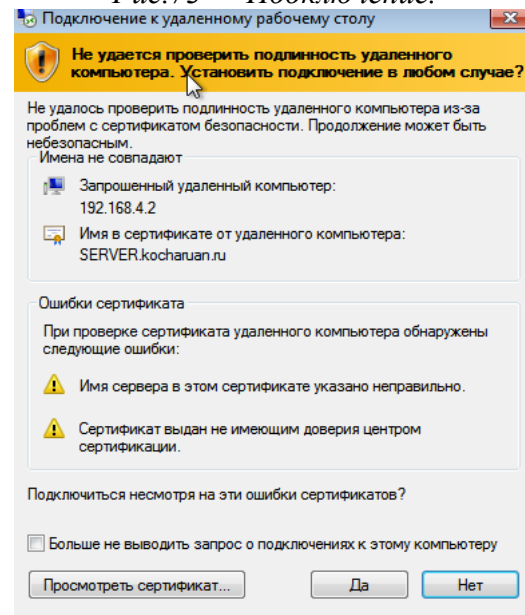 Рис.75 – Подключение.
Подключение к удаленному рабочему столу
Не удается проверить подлинность удаленного
компьютера. Установить подключение в любом случае?
Не удалось проверить подлинность удаленного компьютера из-за
проблем с сертификатом безопасности. Продолжение может быть
небезопасным.
Имена не совпадают
Запрошенный удаленный компьютер:
192.168.4.2
Имя в сертификате от удаленного компьютера:
SERVER.kocharuan.ru
Ошибки сертификата
При проверке сертификата удаленного компьютера обнаружены
следующие ошибки:
Имя сервера в этом сертификате указано неправильно.
Сертификат выдан не имеющим доверия центром
сертификации.
Подключиться несмотря на эти ошибки сертификатов?
Больше не выводить запрос о подключениях к этому компьютеру
Просмотреть сертификат... Да Нет